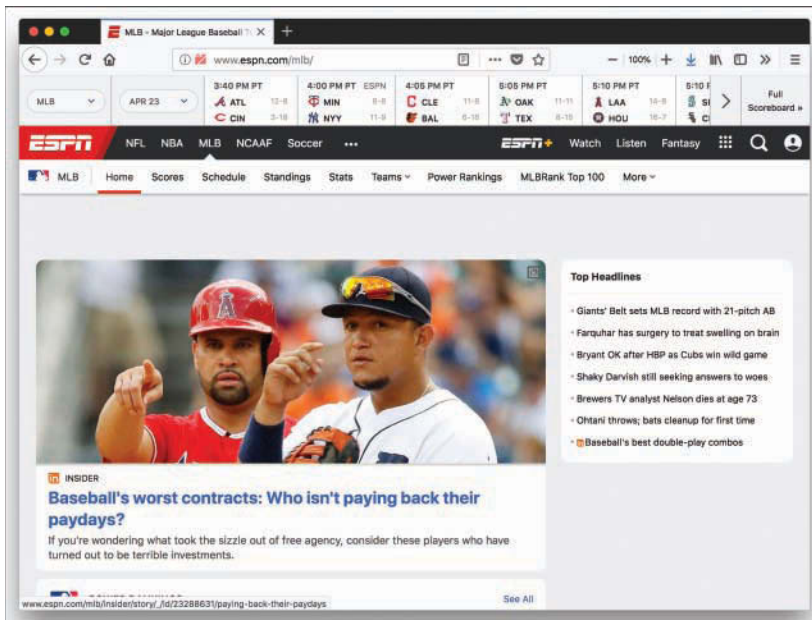 MLB - Major League Baseball
www.espn.com/mlb/
100%
MLB
APR 23
3:40 PM PT
ATL
CIN
4:00 PM PT ESPN
MIN
NYY
4:05 PM PT
CLE
BAL
5:05 PM PT
OAK
TEX
5:10 PM PT
LAA
HOU
5:10
Full
Scoreboard »
ESPN NFL NBA MLB NCAAF Soccer ••• ESPN+ Watch Listen Fantasy
MLB Home Scores Schedule Standings Stats Teams Power Rankings MLBRank Top 100 More
A
Top Headlines
Giants' Belt sets MLB record with 21-pitch AB
Farquhar has surgery to treat swelling on brain
Bryant OK after HBP as Cubs win wild game
Shaky Darvish still seeking answers to woes
Brewers TV analyst Nelson dies at age 73
Ohtani throws; bats cleanup for first time
in Baseball's best double-play combos
in INSIDER
Baseball's worst contracts: Who isn't paying back their
paydays?
If you're wondering what took the sizzle out of free agency, consider these players who have
turned out to be terrible investments.
See All
www.espn.com/mlb/insider/story/_/id/23288631/paying-back-their-paydays